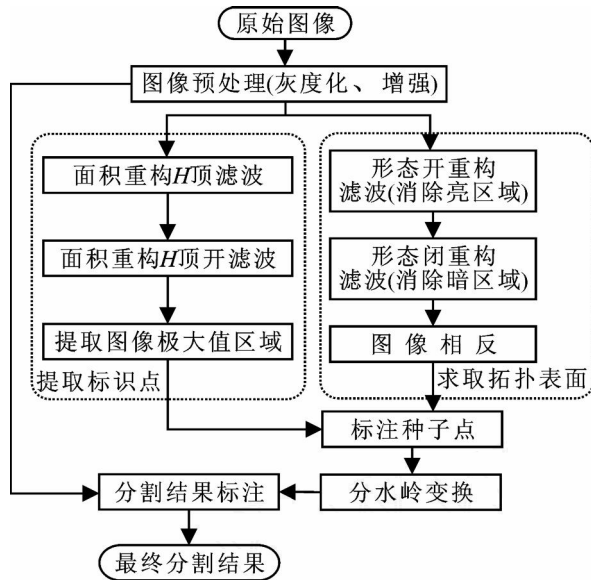 原始图像
图像预处理(灰度化、增强)
面积重构H顶滤波
面积重构H顶开滤波
提取图像极大值区域
提取标识点
形态开重构
滤波(消除亮区域)
形态闭重构
滤波(消除暗区域)
图像相反
求取拓扑表面
标注种子点
分割结果标注
分水岭变换
最终分割结果